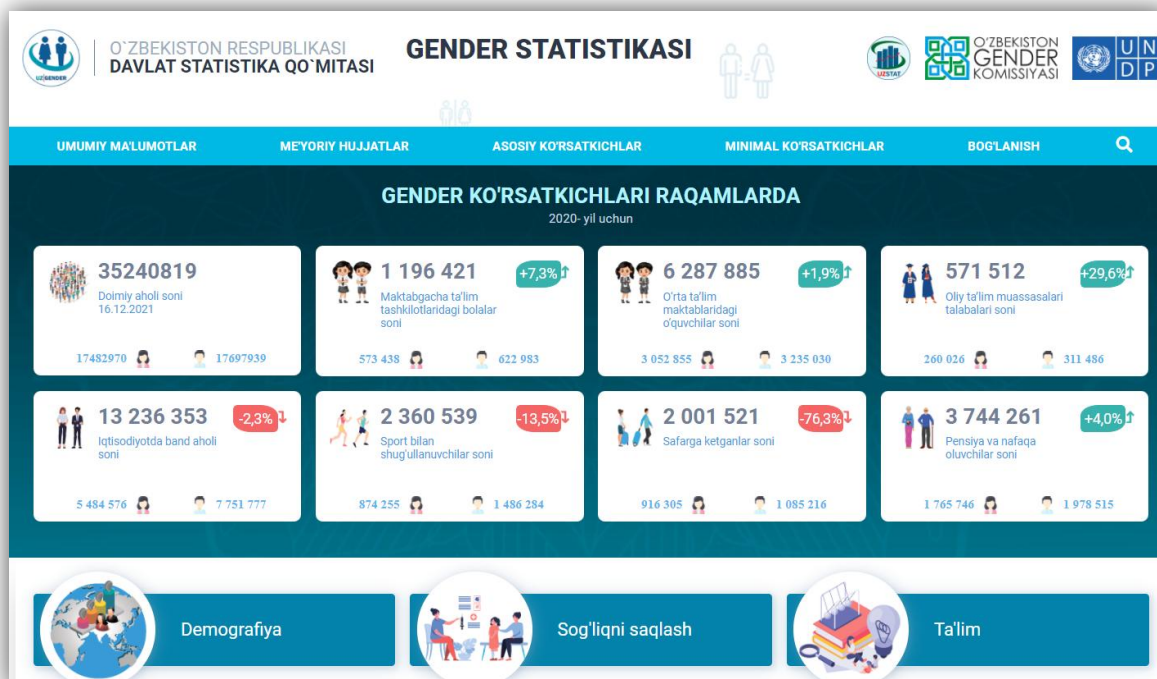 UZ|GENDER
O`ZBEKISTON RESPUBLIKASI
DAVLAT STATISTIKA QO`MITASI
GENDER STATISTIKASI
UZSTAT
O'ZBEKISTON
GENDER
KOMISSIYASI
U N
D P
UMUMIY MA'LUMOTLAR
ME'YORIY HUJJATLAR
ASOSIY KO'RSATKICHLAR
MINIMAL KO'RSATKICHLAR
BOG'LANISH
GENDER KO'RSATKICHLARI RAQAMLARDA
2020- yil uchun
35240819
Doimiy aholi soni
16.12.2021
17482970 17697939
1 196 421 +7,3%
Maktabgacha ta'lim
tashkilotlaridagi bolalar
soni
573 438 622 983
6 287 885 +1,9%
O'rta ta'lim
maktablaridagi
o'quvchilar soni
3 052 855 3 235 030
571 512 +29,6%
Oliy ta'lim muassasalari
talabalari soni
260 026 311 486
13 236 353 -2,3%
Iqtisodiyotda band aholi
soni
5 484 576 7 751 777
2 360 539 -13,5%
Sport bilan
shug'ullanuvchilar soni
874 255 1 486 284
2 001 521 -76,3%
Safarga ketganlar soni
916 305 1 085 216
3 744 261 +4,0%
Pensiya va nafaqa
oluvchilar soni
1 765 746 1 978 515
Demografiya
Sog'liqni saqlash
Ta'lim